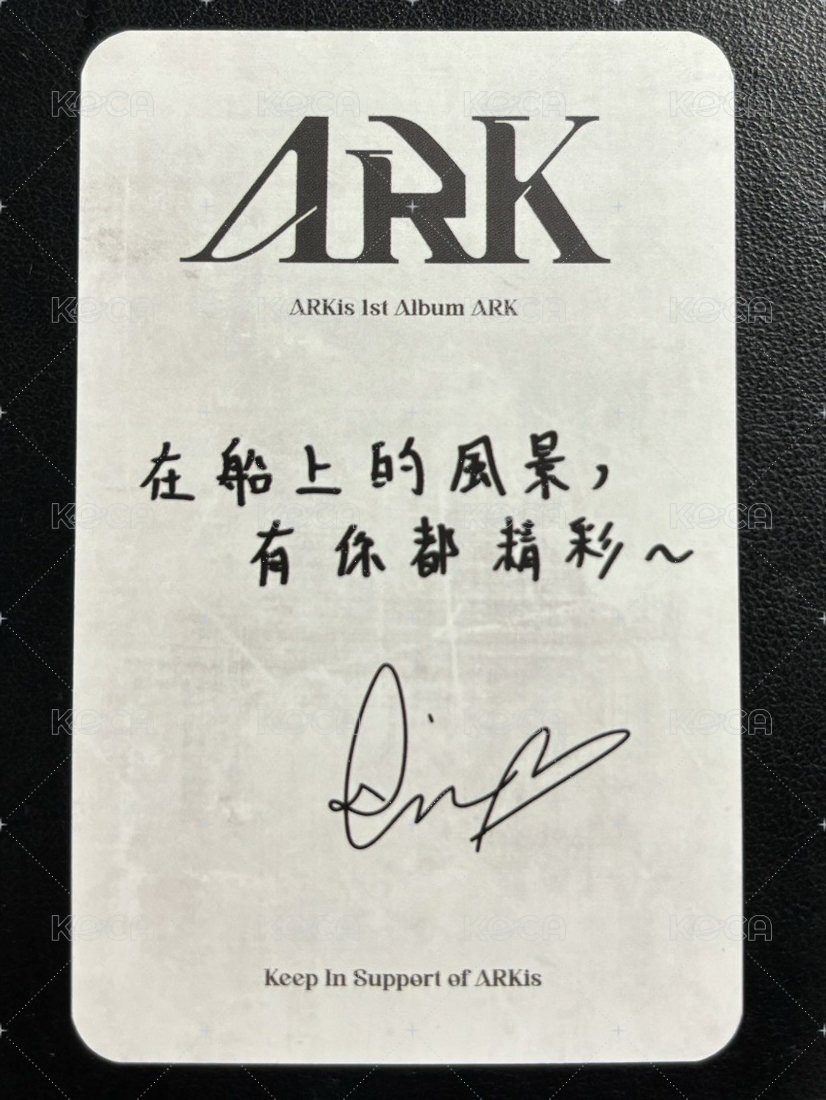 ARK
ARKis 1st Album ARK
在船上的風景，
有你都精彩～
Keep In Support of ARKis
KOCA